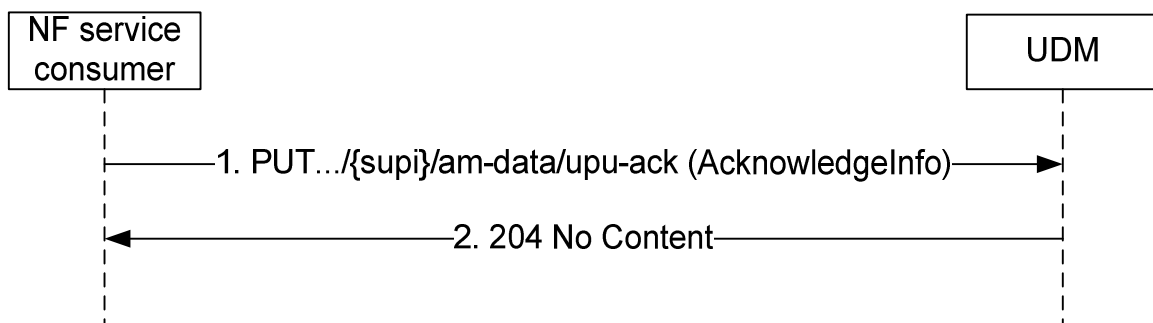 NF service
consumer
UDM
1. PUT.../{supi}/am-data/upu-ack (AcknowledgeInfo)
2. 204 No Content